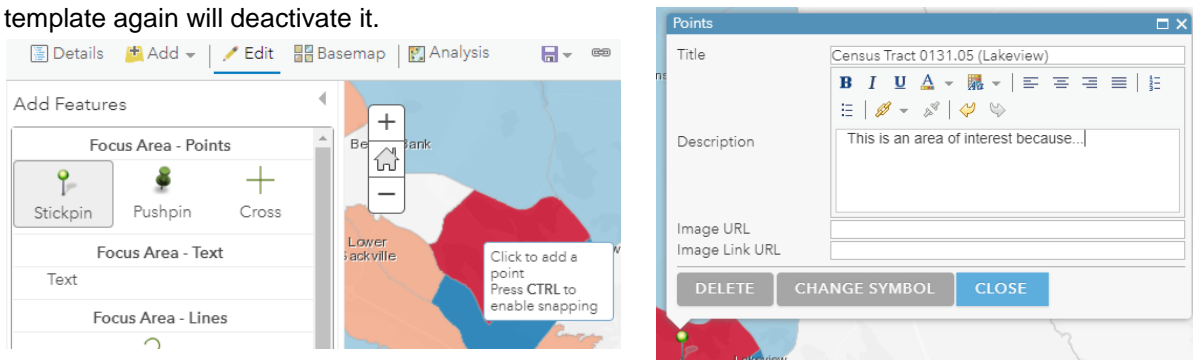 template again will deactivate it.
Details Add Edit Basemap Analysis
Add Features
Focus Area - Points
Stickpin Pushpin Cross
Focus Area - Text
Text
Focus Area - Lines
Bank
Lower
Sackville
Click to add a
point
Press CTRL to
enable snapping
Points
Title Census Tract 0131.05 (Lakeview)
B I U A
Description This is an area of interest because...
Image URL
Image Link URL
DELETE CHANGE SYMBOL CLOSE
Lakeview